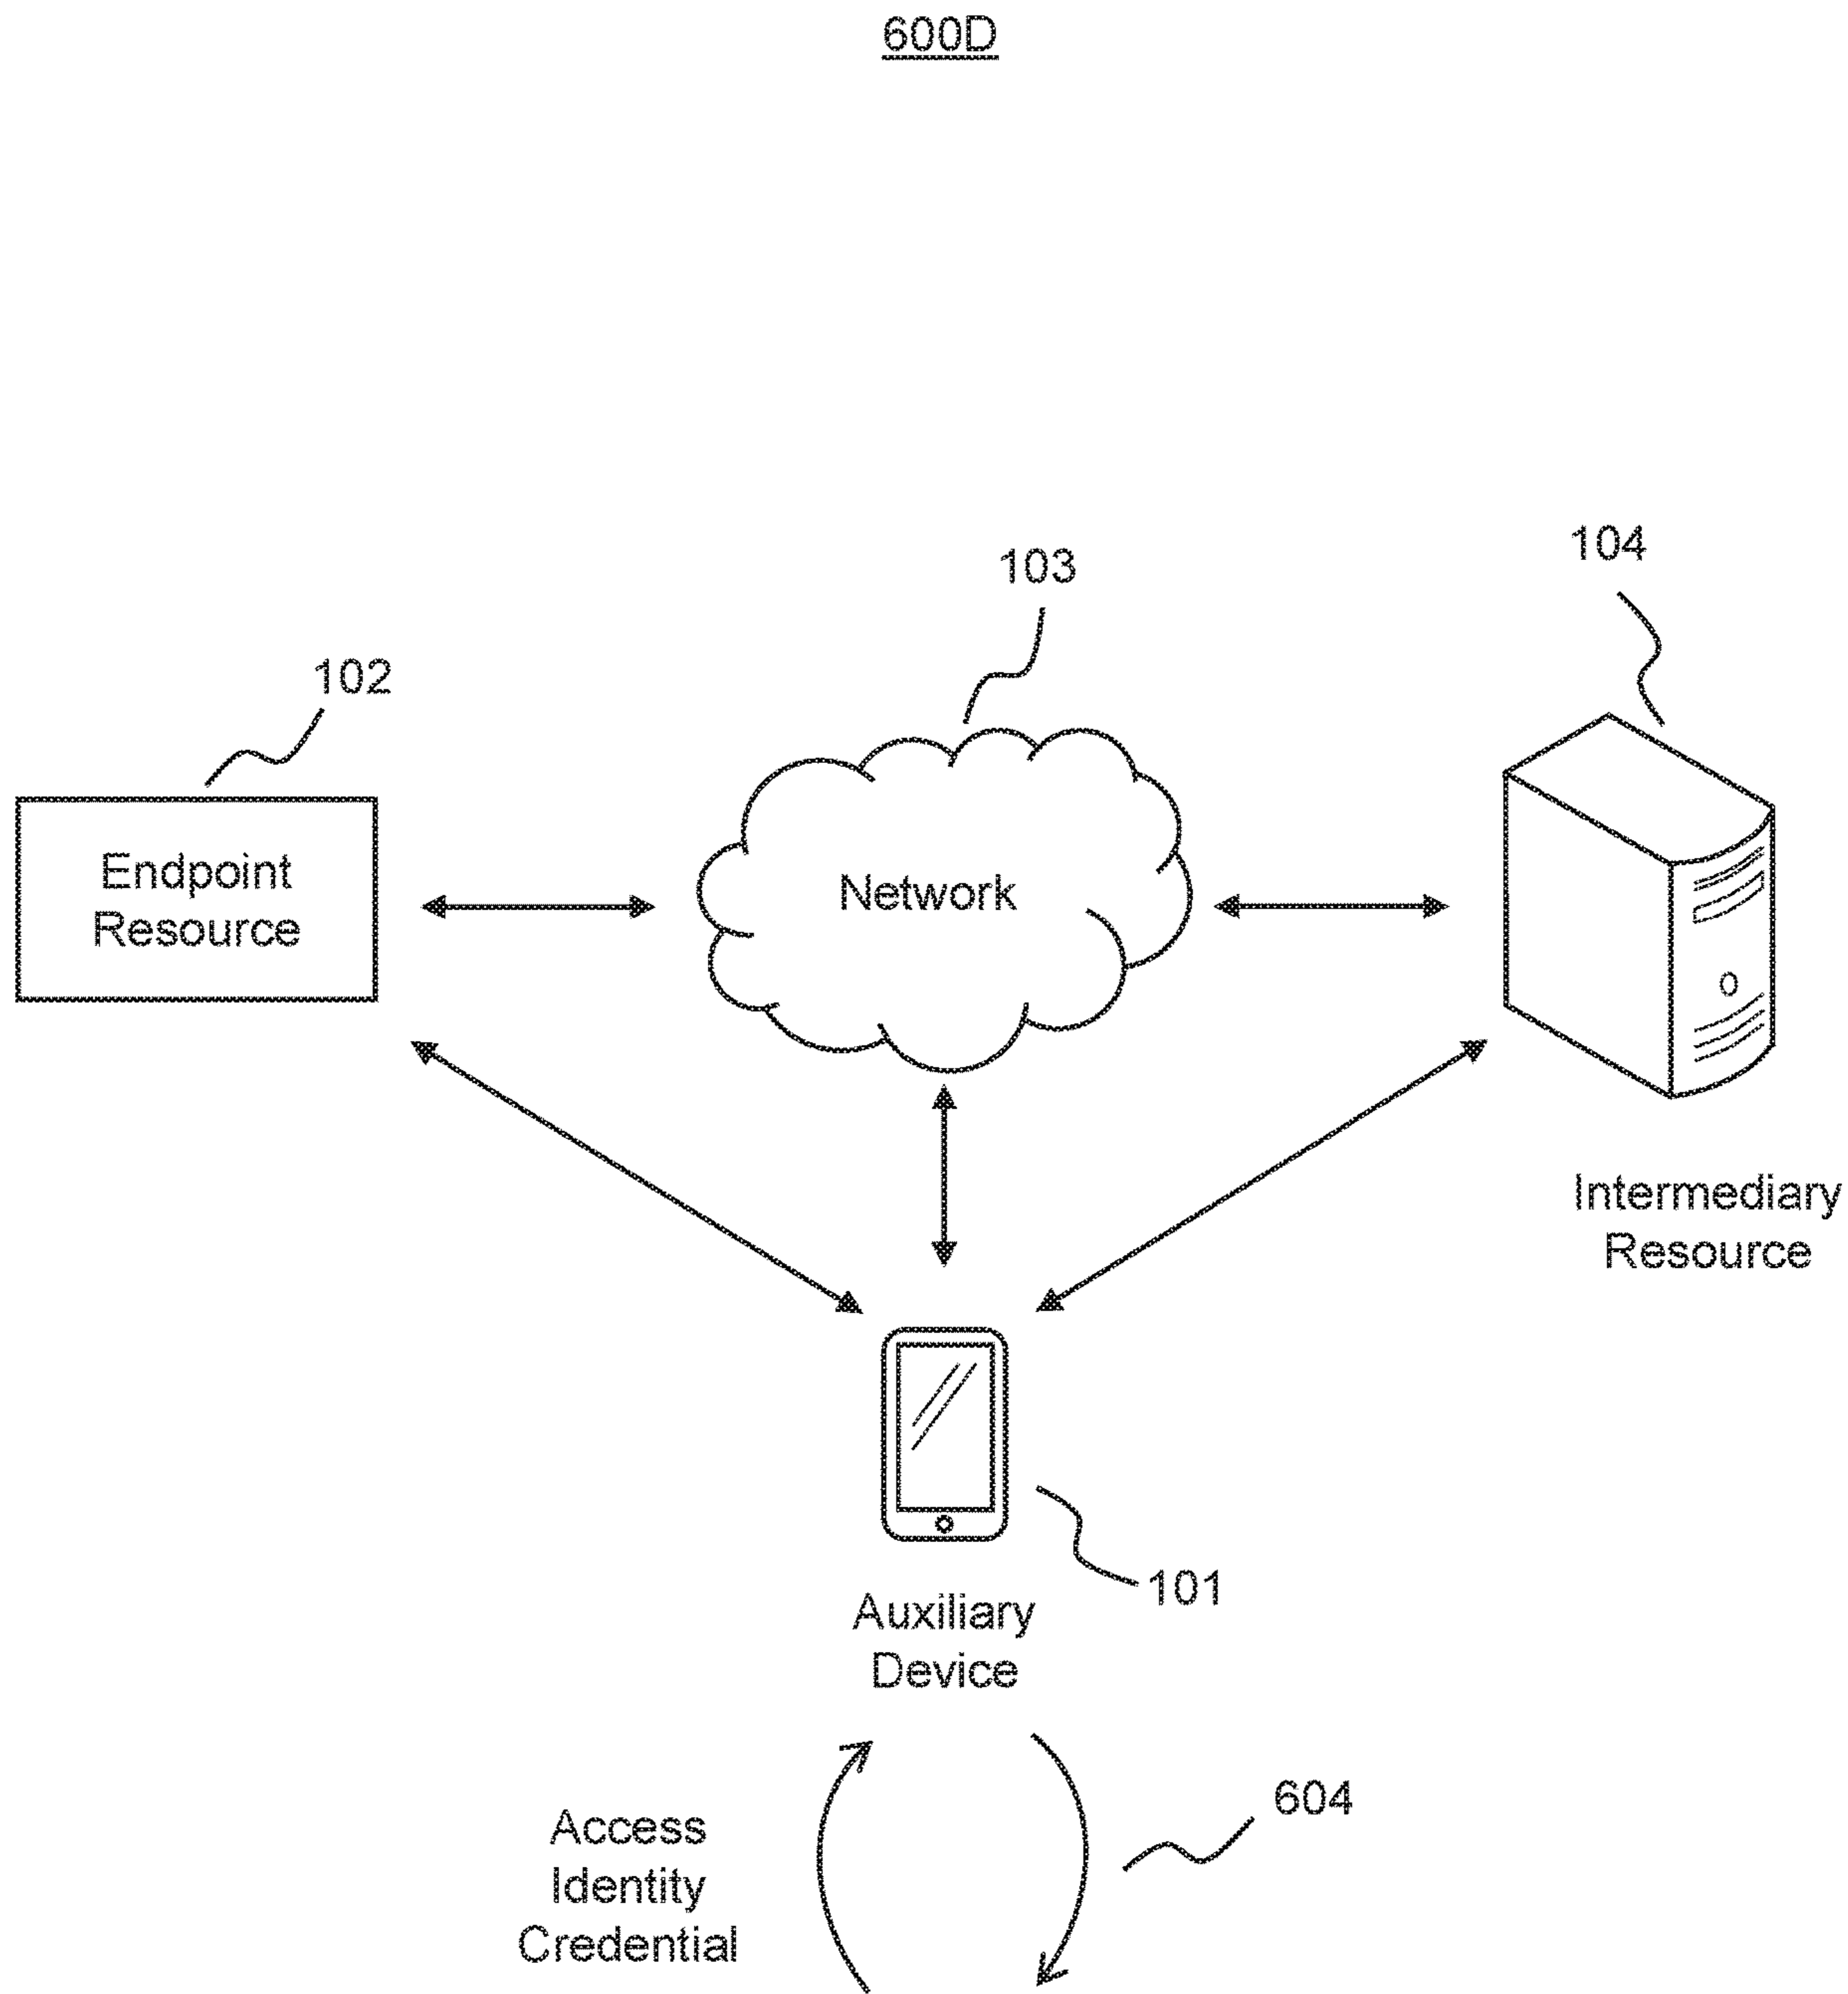 600D
103
104
102
Endpoint
Resource
Network
Intermediary
Resource
101
Auxiliary
Device
604
Access
Identity
Credential